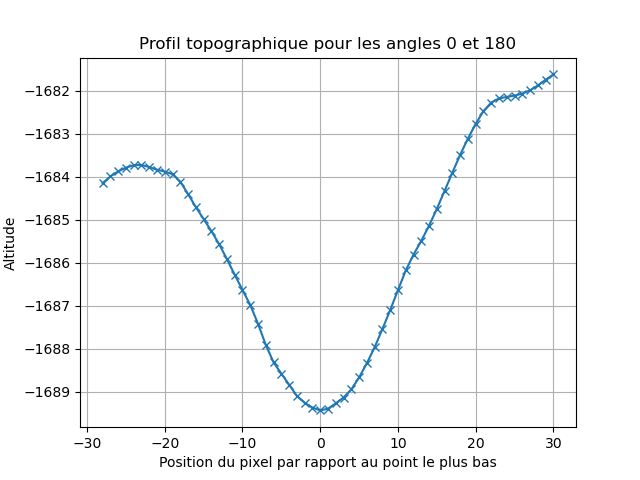 Profil topographique pour les angles 0 et 180
−1682
−1683
−1684
−1685
−1686
−1687
−1688
−1689
Altitude
−30 −20 −10 0 10 20 30
Position du pixel par rapport au point le plus bas